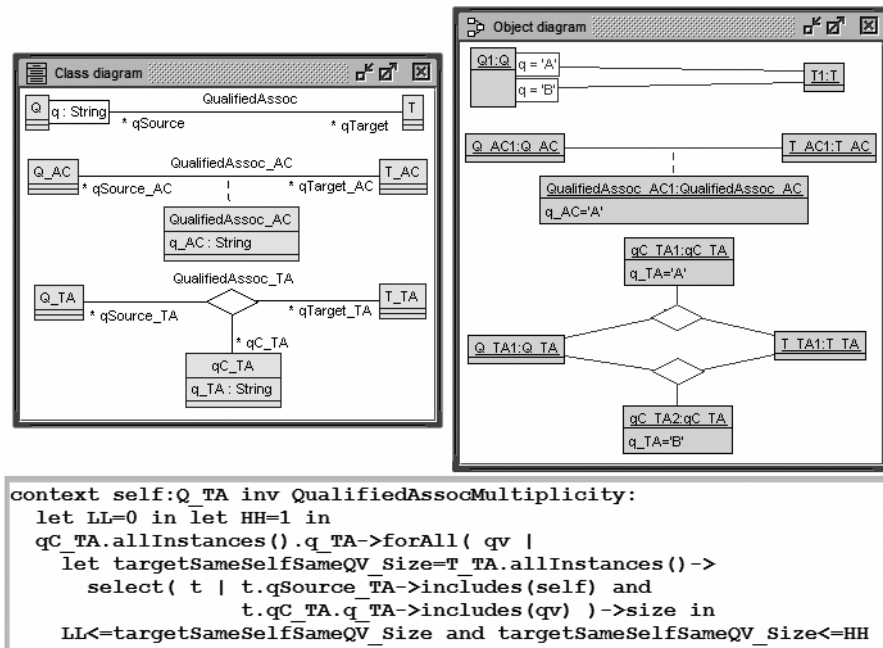 Class diagram
Q
q : String
QualifiedAssoc
T
* qSource
* qTarget
Q_AC
QualifiedAssoc_AC
T_AC
* qSource_AC
* qTarget_AC
QualifiedAssoc_AC
q_AC : String
QualifiedAssoc_TA
Q_TA
T_TA
* qSource_TA
* qTarget_TA
* qC_TA
qC_TA
q_TA : String
Object diagram
Q1:Q
q = 'A'
q = 'B'
T1:T
Q_AC1:Q_AC
T_AC1:T_AC
QualifiedAssoc_AC1:QualifiedAssoc_AC
q_AC='A'
qC_TA1:qC_TA
q_TA='A'
Q_TA1:Q_TA
T_TA1:T_TA
qC_TA2:qC_TA
q_TA='B'
context self:Q_TA inv QualifiedAssocMultiplicity:
let LL=0 in let HH=1 in
qC_TA.allInstances().q_TA->forAll( qv |
let targetSameSelfSameQV_Size=T_TA.allInstances()->
select( t | t.qSource_TA->includes(self) and
t.qC_TA.q_TA->includes(qv) )->size in
LL<=targetSameSelfSameQV_Size and targetSameSelfSameQV_Size<=HH